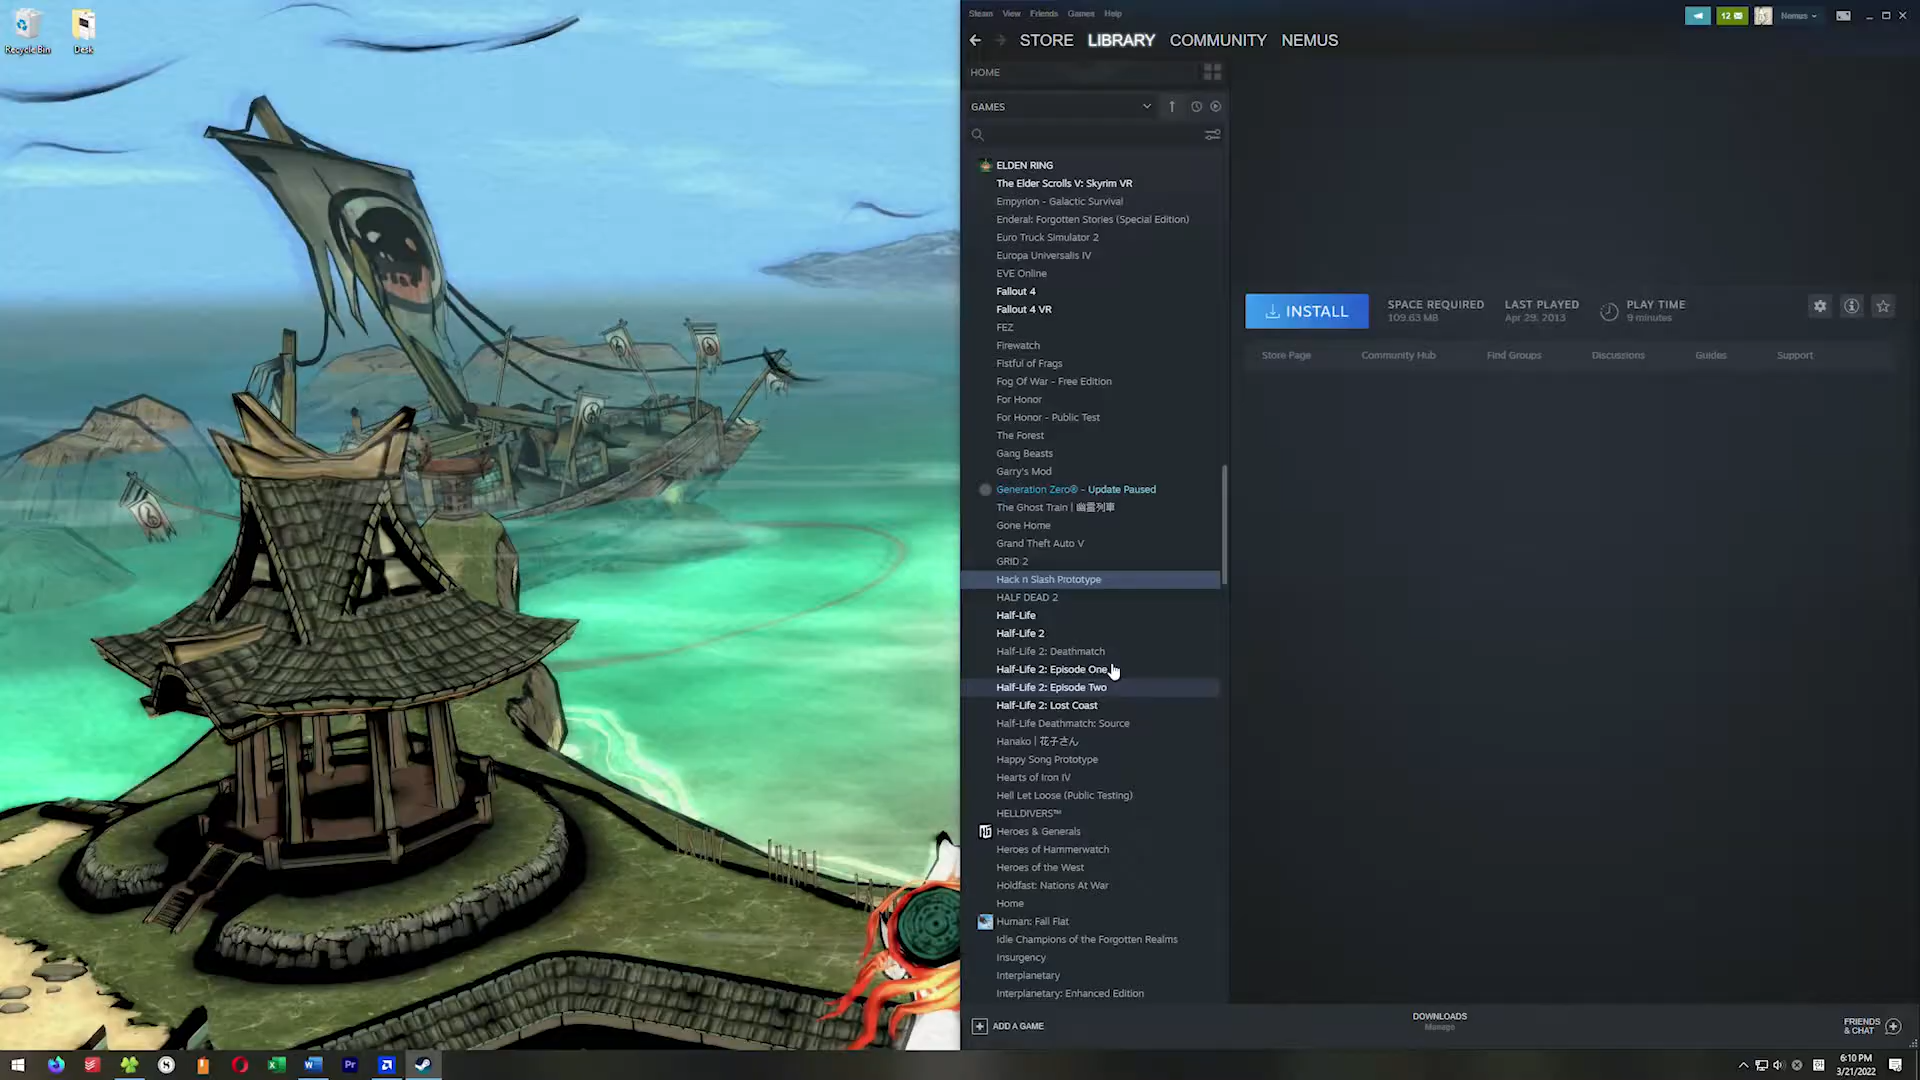 Recycle Bin
Desk
Steam View Friends Games Help
12
Nemus
STORE LIBRARY COMMUNITY NEMUS
HOME
GAMES
ELDEN RING
The Elder Scrolls V: Skyrim VR
Empyrion - Galactic Survival
Enderal: Forgotten Stories (Special Edition)
Euro Truck Simulator 2
Europa Universalis IV
EVE Online
Fallout 4
Fallout 4 VR
FEZ
Firewatch
Fistful of Frags
Fog Of War - Free Edition
For Honor
For Honor - Public Test
The Forest
Gang Beasts
Garry's Mod
Generation Zero® - Update Paused
The Ghost Train | 幽霊列車
Gone Home
Grand Theft Auto V
GRID 2
Hack n Slash Prototype
HALF DEAD 2
Half-Life
Half-Life 2
Half-Life 2: Deathmatch
Half-Life 2: Episode One
Half-Life 2: Episode Two
Half-Life 2: Lost Coast
Half-Life Deathmatch: Source
Hanako | 花子さん
Happy Song Prototype
Hearts of Iron IV
Hell Let Loose (Public Testing)
HELLDIVERS™
Heroes & Generals
Heroes of Hammerwatch
Heroes of the West
Holdfast: Nations At War
Home
Human: Fall Flat
Idle Champions of the Forgotten Realms
Insurgency
Interplanetary
Interplanetary: Enhanced Edition
ADD A GAME
INSTALL
SPACE REQUIRED
109.63 MB
LAST PLAYED
Apr 29, 2013
PLAY TIME
9 minutes
Store Page Community Hub Find Groups Discussions Guides Support
DOWNLOADS
Manage
FRIENDS
& CHAT
6:10 PM
3/21/2022